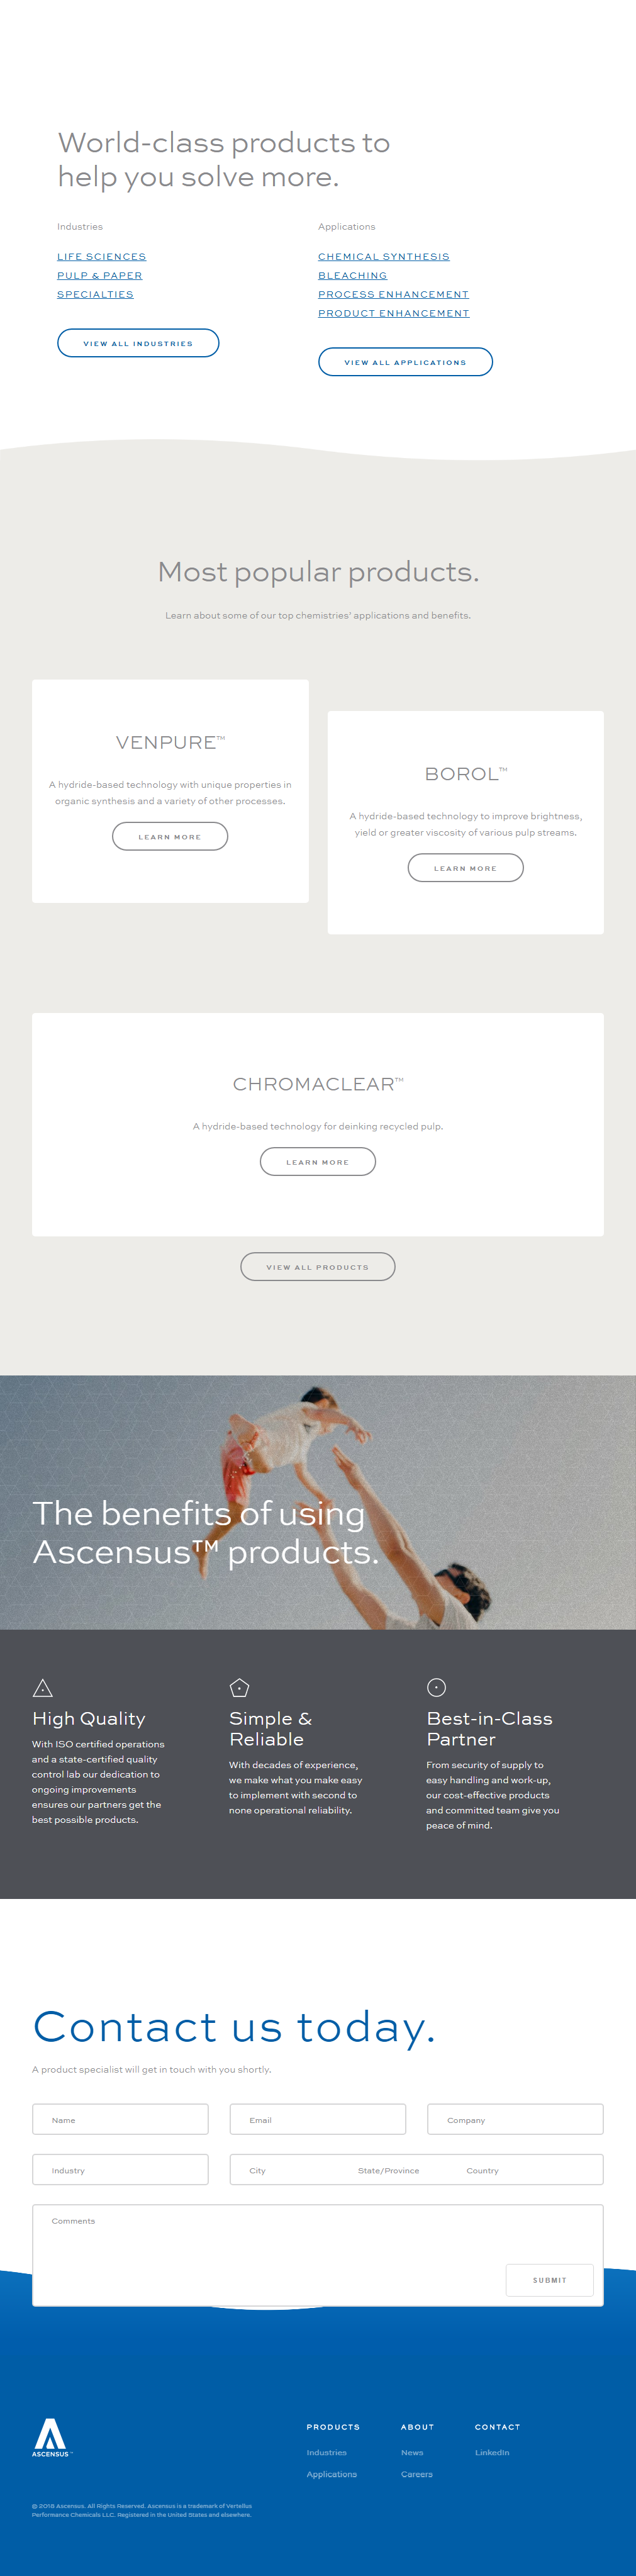 World-class products to
help you solve more.
Industries
LIFE SCIENCES
PULP & PAPER
SPECIALTIES
VIEW ALL INDUSTRIES
Applications
CHEMICAL SYNTHESIS
BLEACHING
PROCESS ENHANCEMENT
PRODUCT ENHANCEMENT
VIEW ALL APPLICATIONS
Most popular products.
Learn about some of our top chemistries' applications and benefits.
VENPURE™
A hydride-based technology with unique properties in
organic synthesis and a variety of other processes.
LEARN MORE
BOROL™
A hydride-based technology to improve brightness,
yield or greater viscosity of various pulp streams.
LEARN MORE
CHROMACLEAR™
A hydride-based technology for deinking recycled pulp.
LEARN MORE
VIEW ALL PRODUCTS
The benefits of using
Ascensus™ products.
High Quality
With ISO certified operations
and a state-certified quality
control lab our dedication to
ongoing improvements
ensures our partners get the
best possible products.
Simple &
Reliable
With decades of experience,
we make what you make easy
to implement with second to
none operational reliability.
Best-in-Class
Partner
From security of supply to
easy handling and work-up,
our cost-effective products
and committed team give you
peace of mind.
Contact us today.
A product specialist will get in touch with you shortly.
Name
Email
Company
Industry
City
State/Province
Country
Comments
SUBMIT
ASCENSUS™
PRODUCTS
Industries
Applications
ABOUT
News
Careers
CONTACT
LinkedIn
© 2018 Ascensus. All Rights Reserved. Ascensus is a trademark of Vertellus
Performance Chemicals LLC. Registered in the United States and elsewhere.